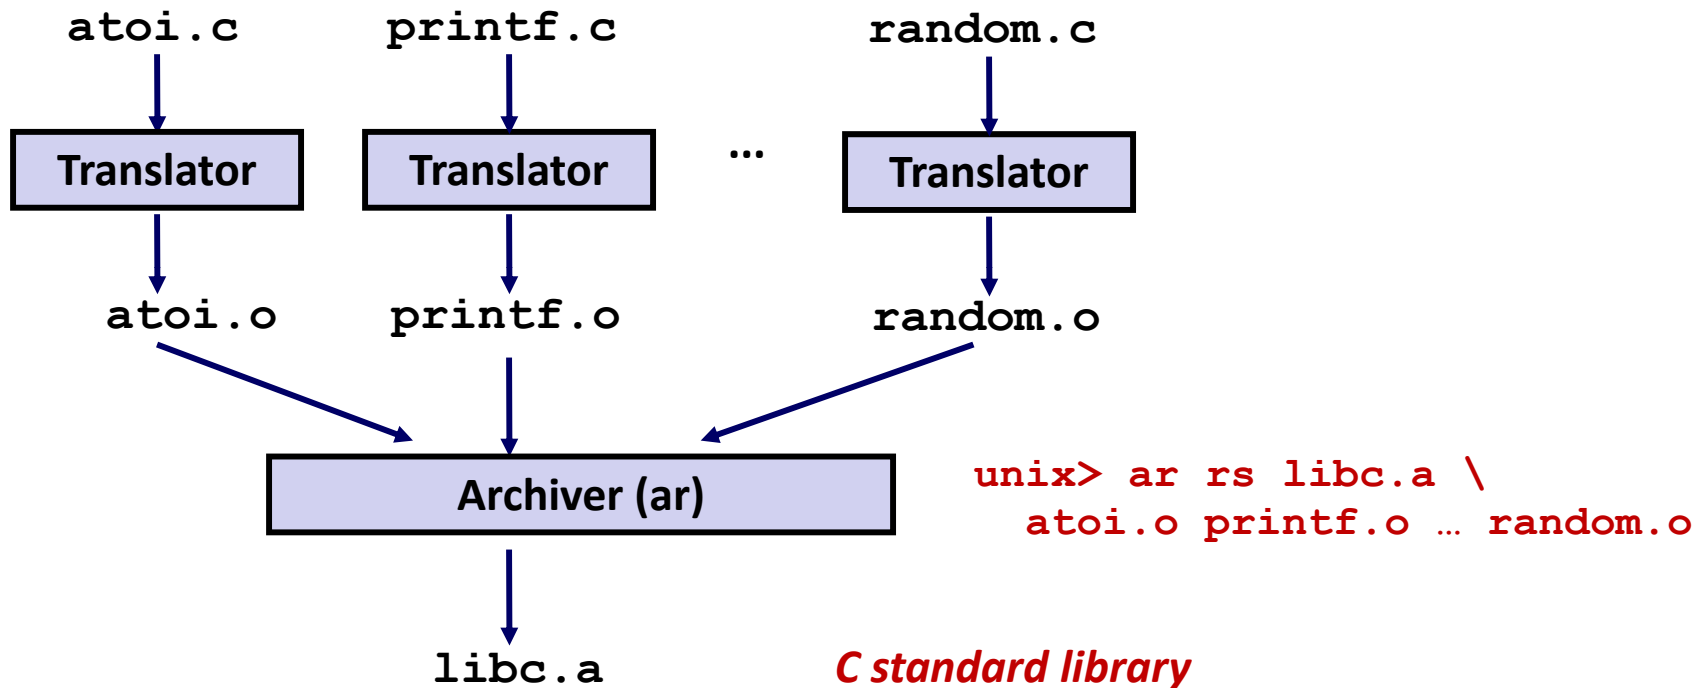 atoi.c printf.c random.c
Translator Translator ... Translator
atoi.o printf.o random.o
Archiver (ar)
unix> ar rs libc.a \
atoi.o printf.o … random.o
libc.a
C standard library